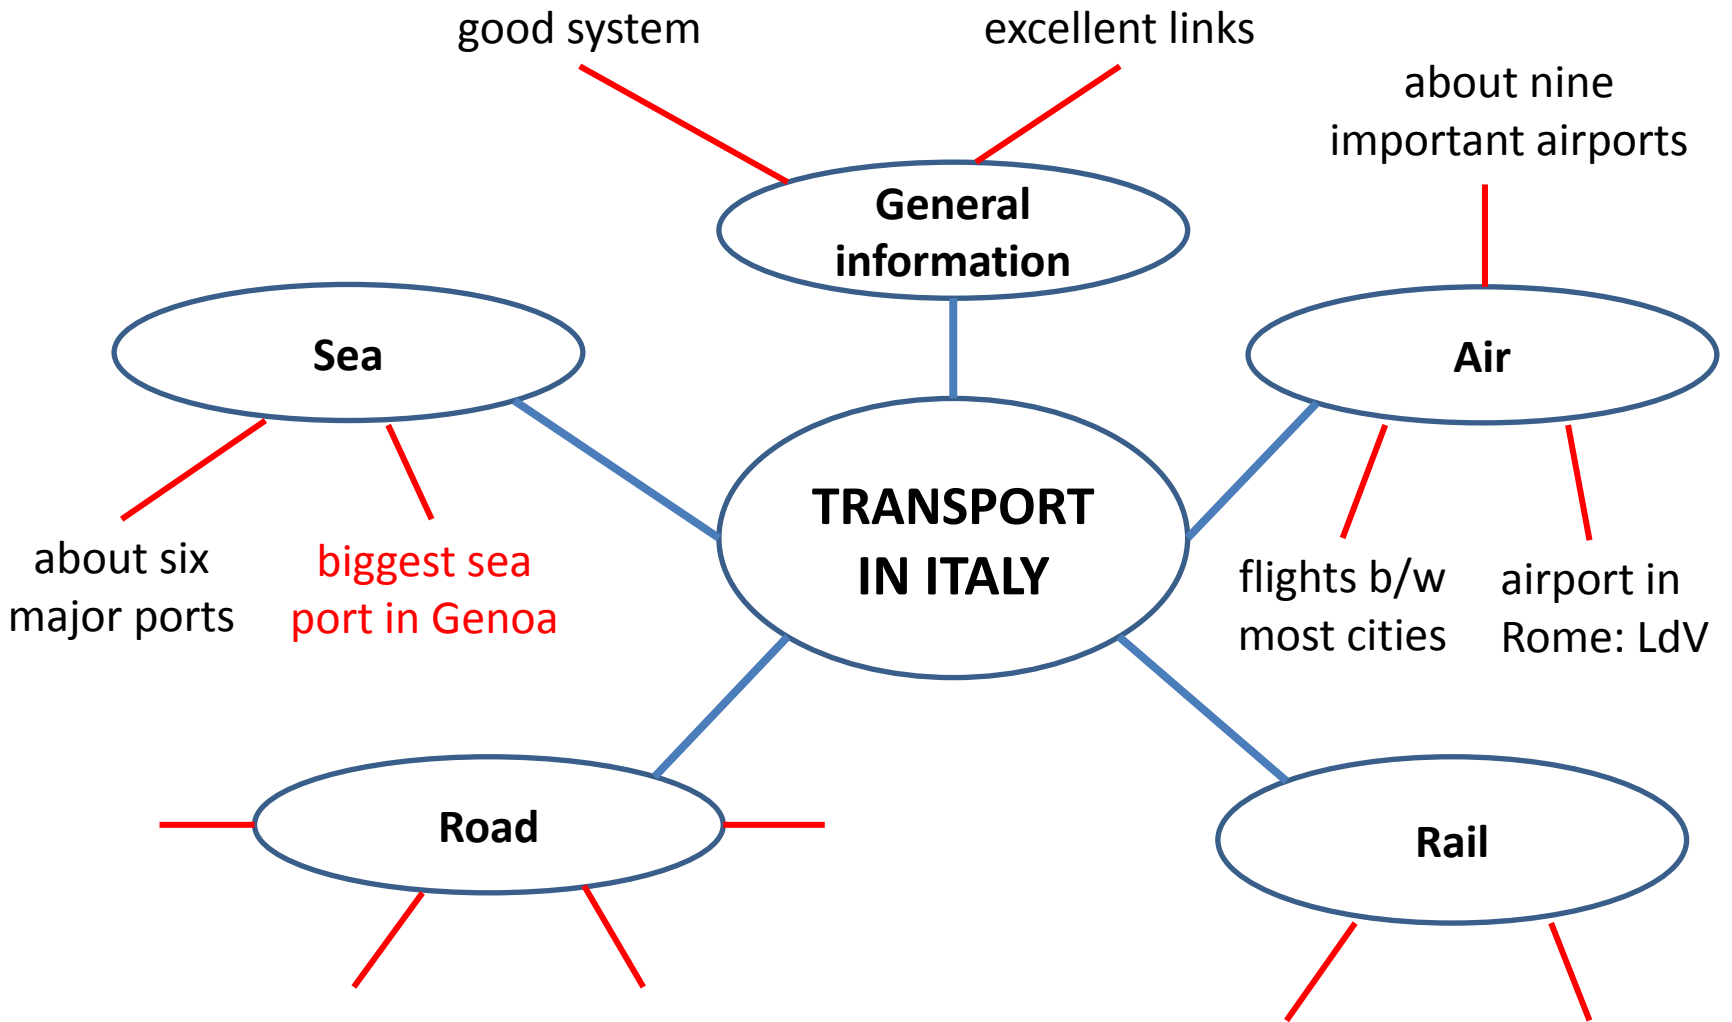 good system
excellent links
about nine
important airports
General
information
Sea
Air
TRANSPORT
IN ITALY
about six
major ports
biggest sea
port in Genoa
flights b/w
most cities
airport in
Rome: LdV
Road
Rail